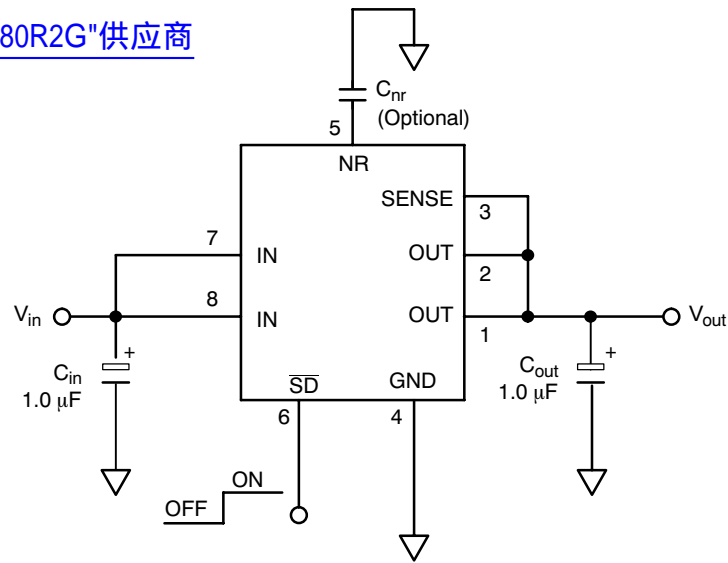 80R2G"供应商
Cnr
(Optional)
5
NR
SENSE
3
7
IN
OUT
2
Vin
8
IN
OUT
1
Vout
Cin
+
1.0 µF
SD
GND
Cout
+
1.0 µF
6
4
ON
OFF